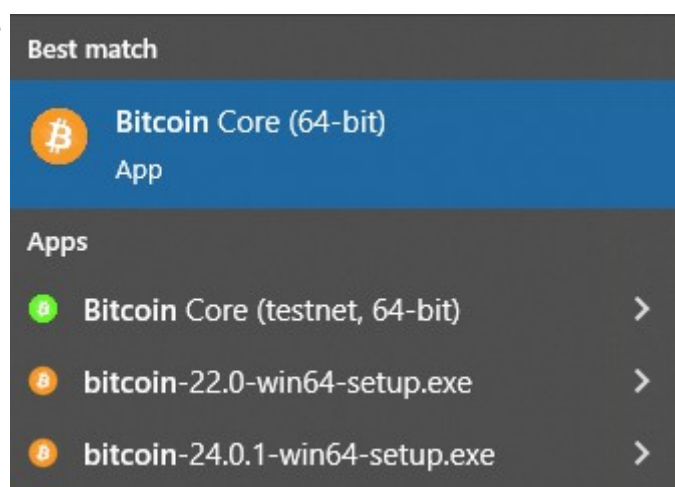 Best match
Bitcoin Core (64-bit)
App
Apps
Bitcoin Core (testnet, 64-bit)
bitcoin-22.0-win64-setup.exe
bitcoin-24.0.1-win64-setup.exe